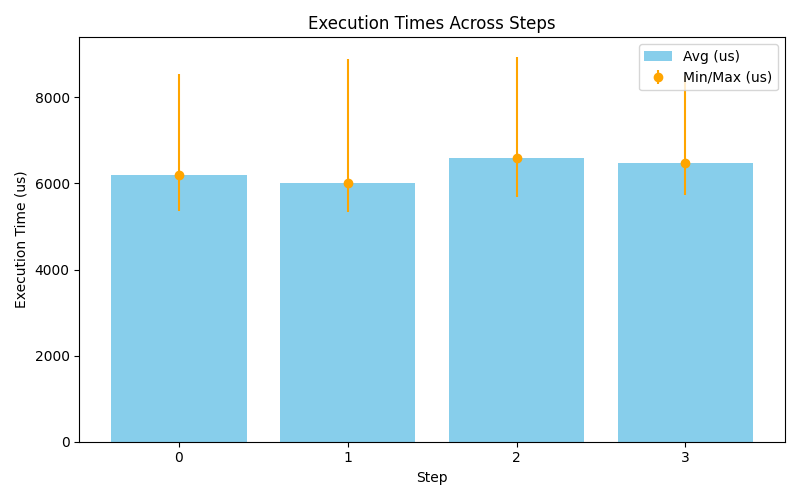 Execution Times Across Steps
Avg (us)
Min/Max (us)
8000
6000
4000
2000
0
Execution Time (us)
0 1 2 3
Step